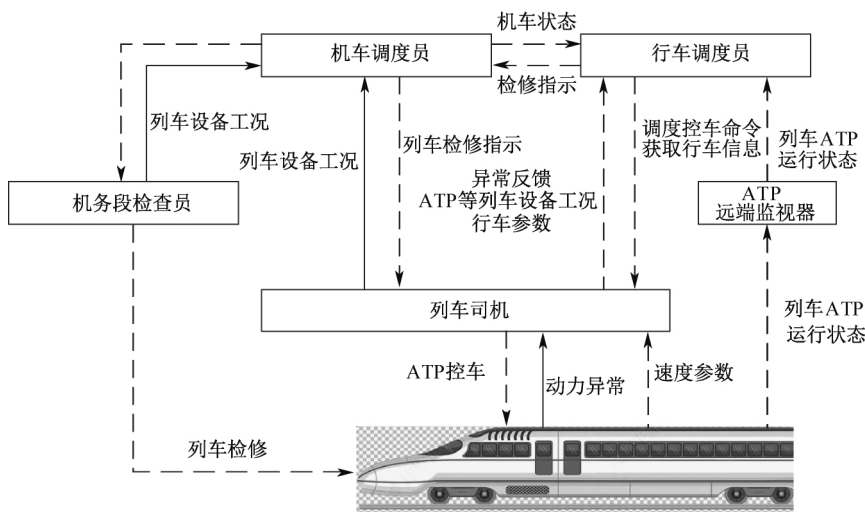 机车状态
机车调度员
行车调度员
检修指示
列车设备工况
列车设备工况
列车检修指示
调度控车命令
获取行车信息
列车ATP
运行状态
异常反馈
ATP等列车设备工况
行车参数
机务段检查员
ATP
远端监视器
列车司机
列车ATP
运行状态
ATP控车
动力异常
速度参数
列车检修